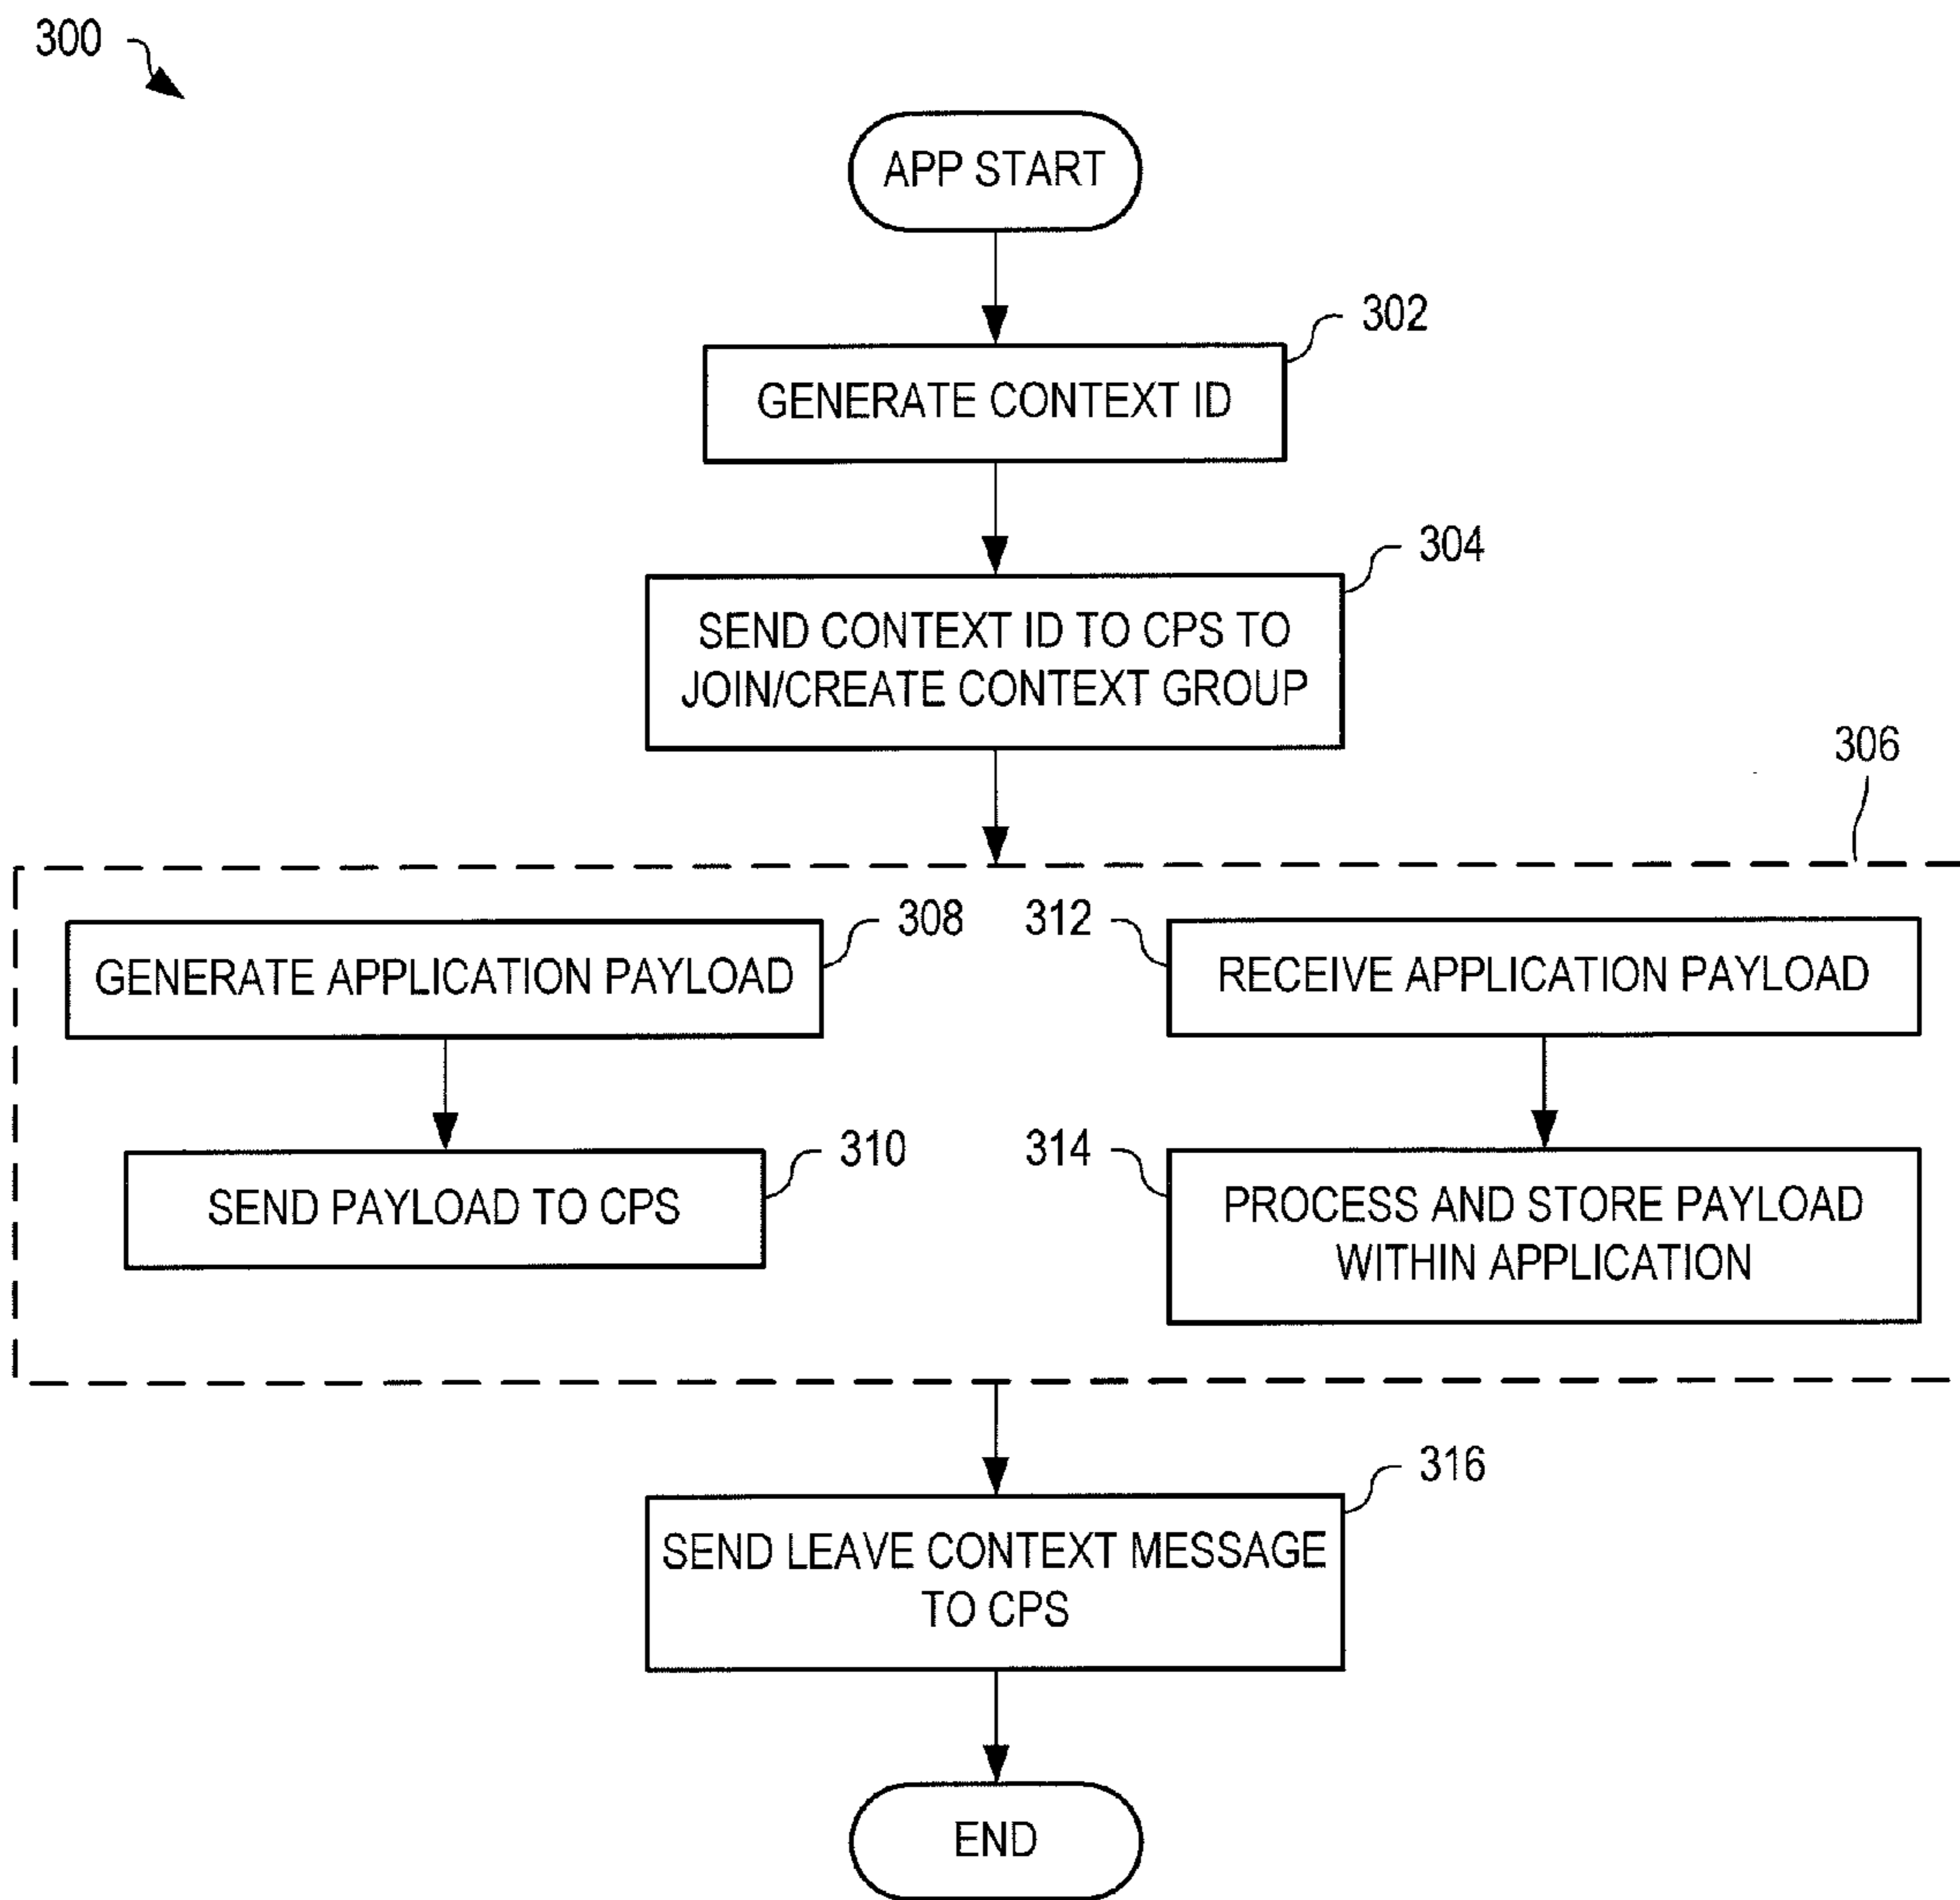 300
APP START
302
GENERATE CONTEXT ID
304
SEND CONTEXT ID TO CPS TO
JOIN/CREATE CONTEXT GROUP
306
308
GENERATE APPLICATION PAYLOAD
310
SEND PAYLOAD TO CPS
312
RECEIVE APPLICATION PAYLOAD
314
PROCESS AND STORE PAYLOAD
WITHIN APPLICATION
316
SEND LEAVE CONTEXT MESSAGE
TO CPS
END